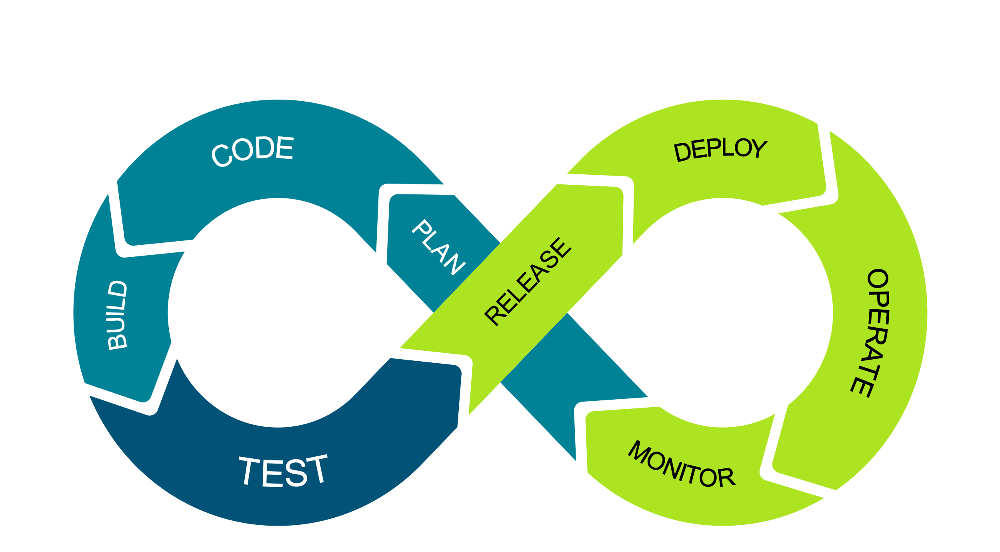 PLAN
CODE
BUILD
TEST
RELEASE
DEPLOY
OPERATE
MONITOR